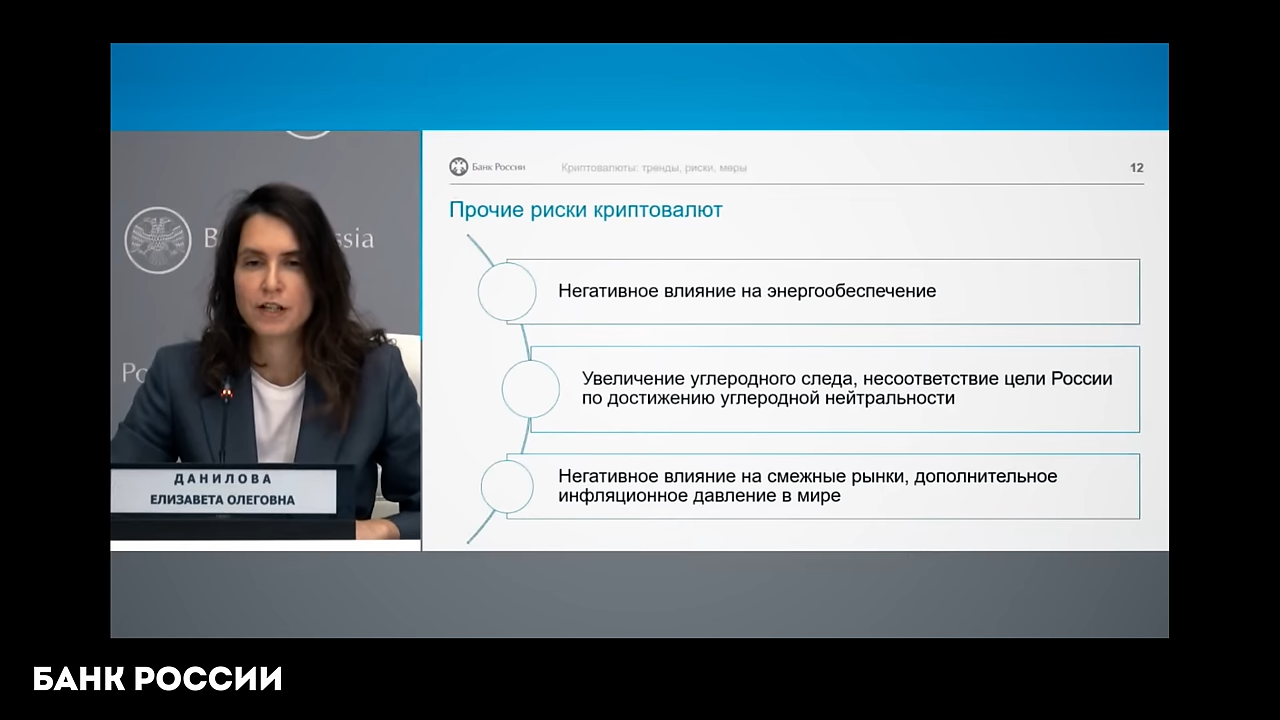 Банк России
Криптовалюты: тренды, риски, меры
12
Прочие риски криптовалют
Негативное влияние на энергообеспечение
Увеличение углеродного следа, несоответствие цели России
по достижению углеродной нейтральности
Негативное влияние на смежные рынки, дополнительное
инфляционное давление в мире
ДАНИЛОВА
ЕЛИЗАВЕТА ОЛЕГОВНА
БАНК РОССИИ